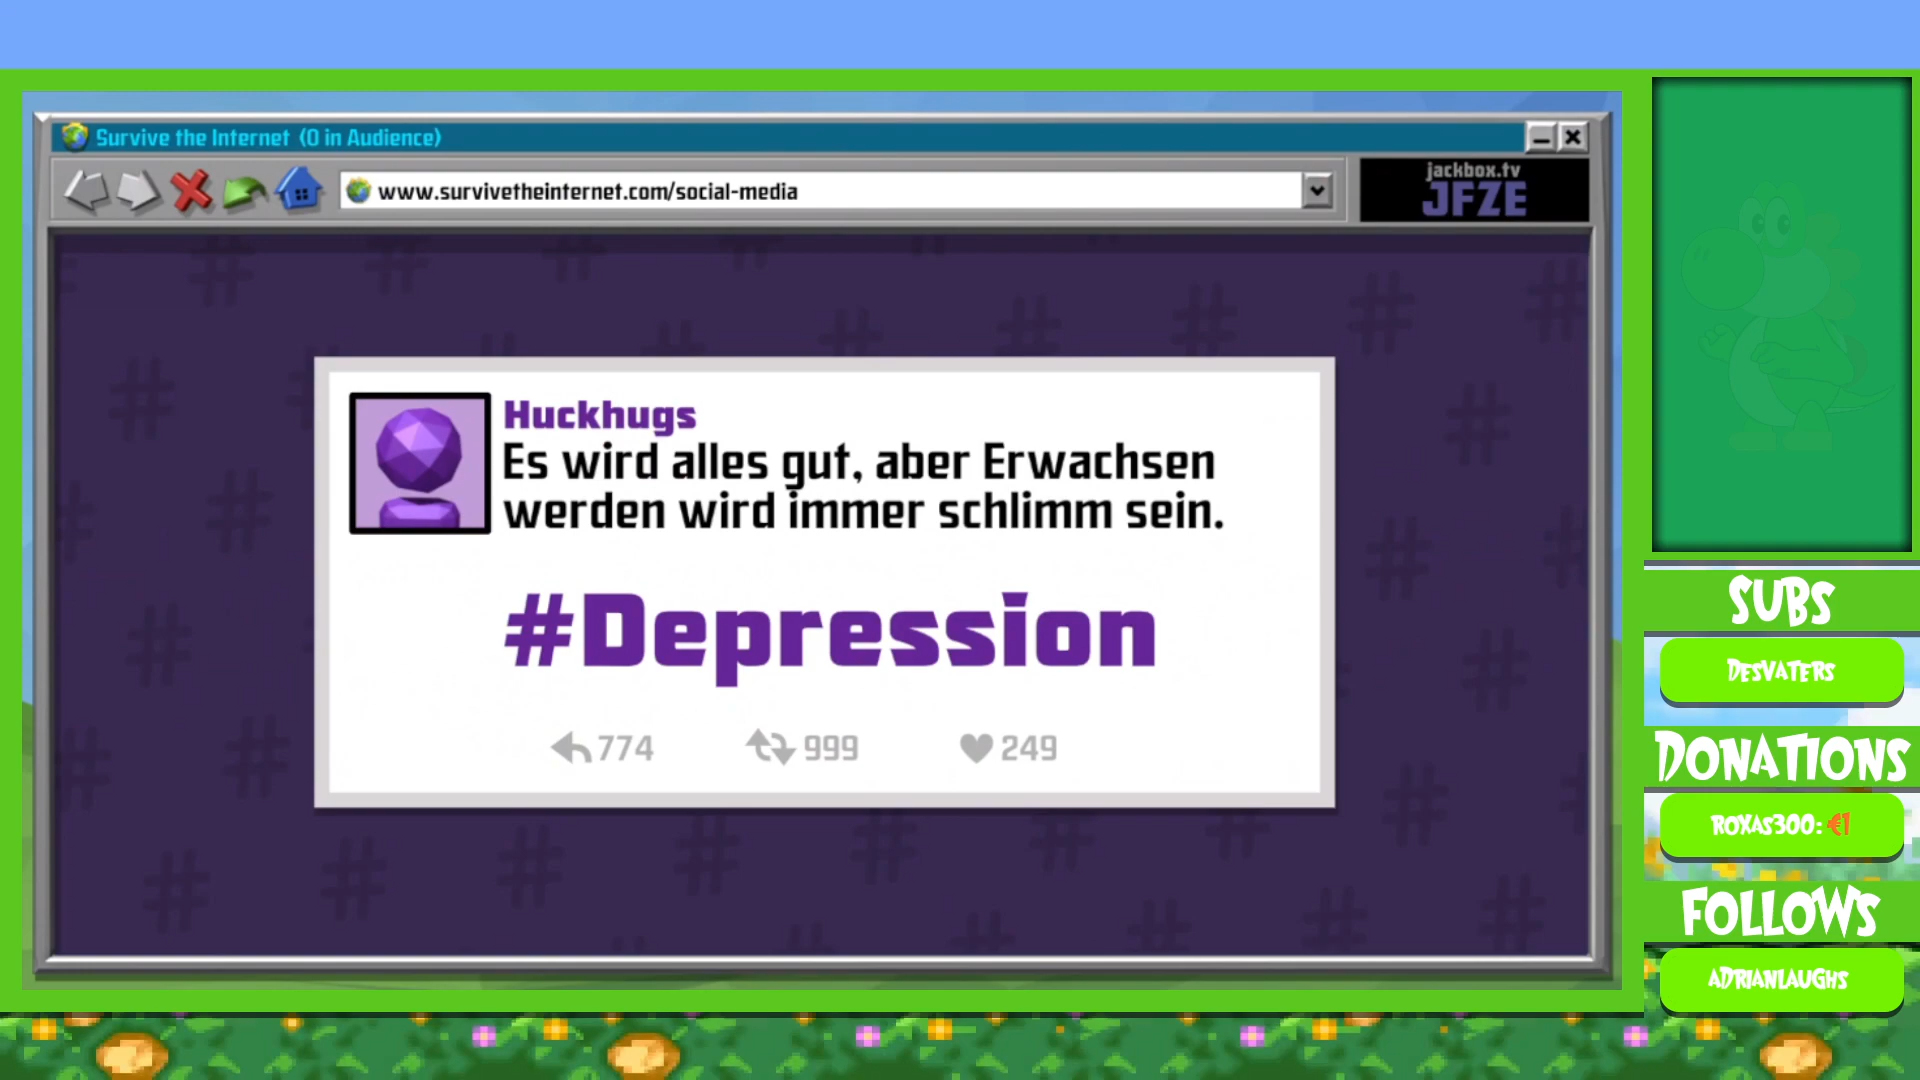 Survive the Internet (0 in Audience)
www.survivetheinternet.com/social-media
jackbox.tv
JFZE
Huckhugs
Es wird alles gut, aber Erwachsen
werden wird immer schlimm sein.
#Depression
774 999 249
SUBS
DESVATERS
DONATIONS
ROXAS300: €1
FOLLOWS
ADRIANLAUGHS